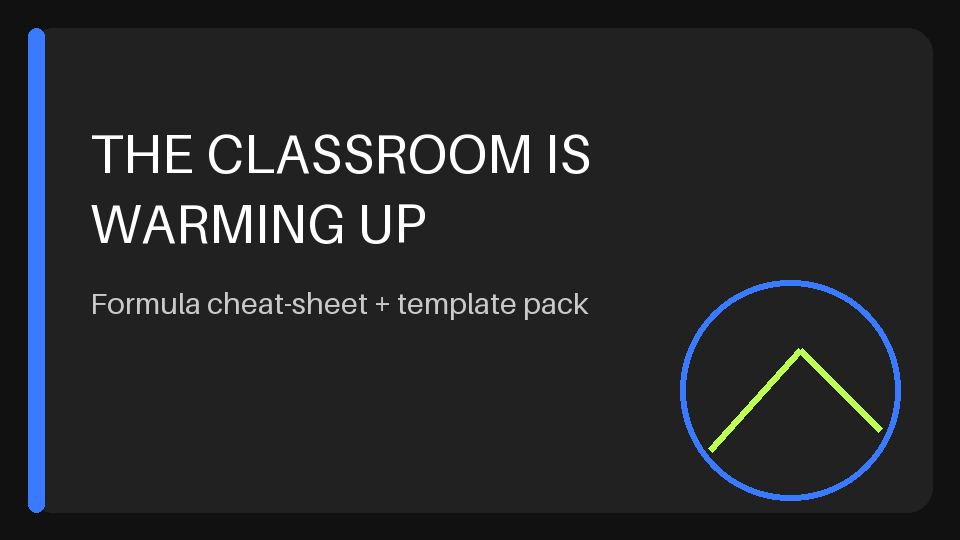 THE CLASSROOM IS
WARMING UP
Formula cheat-sheet + template pack